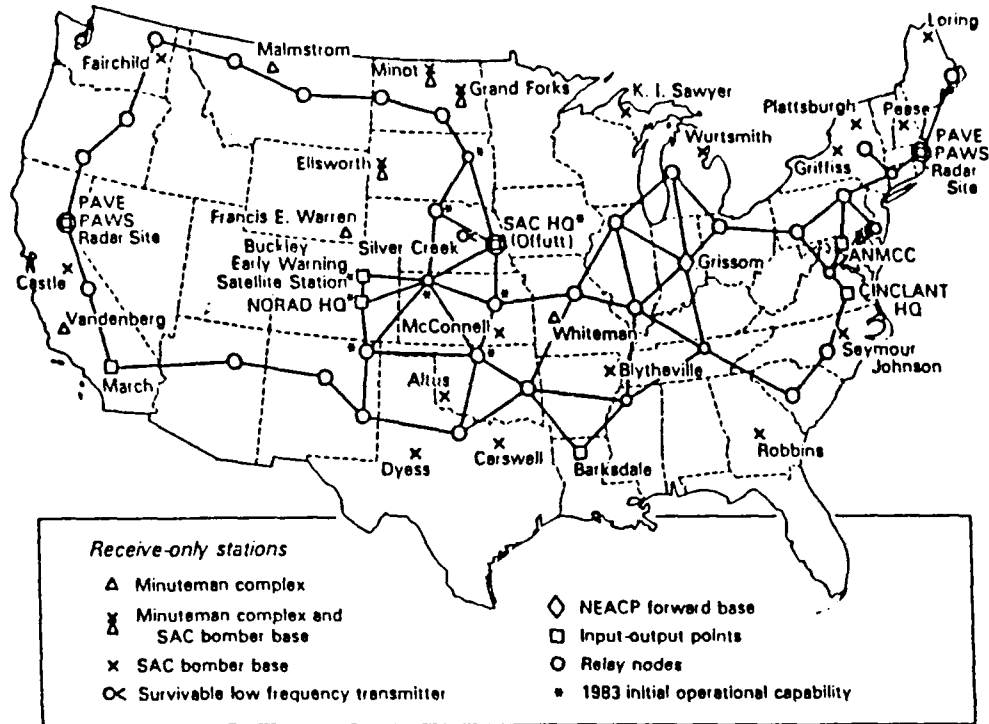 Loring
Malmstrom
Fairchild
Minot
Grand Forks
K. I. Sawyer
Plattsburgh
Pease
Wurtsmith
PAVE
PAWS
Radar
Site
Ellsworth
Griffiss
PAVE
PAWS
Radar Site
Francis E. Warren
SAC HQ*
(Offutt)
Silver Creek
Buckley
Early Warning
Satellite Station
Grissom
ANMCC
Castle
NORAD HQ
CINCLANT
HQ
Vandenberg
McConnell
Whiteman
Seymour
Johnson
March
Altus
Blytheville
Dyess
Carswell
Barksdale
Robbins
Receive-only stations
Minuteman complex
Minuteman complex and
SAC bomber base
SAC bomber base
Survivable low frequency transmitter
NEACP forward base
Input-output points
Relay nodes
* 1983 initial operational capability